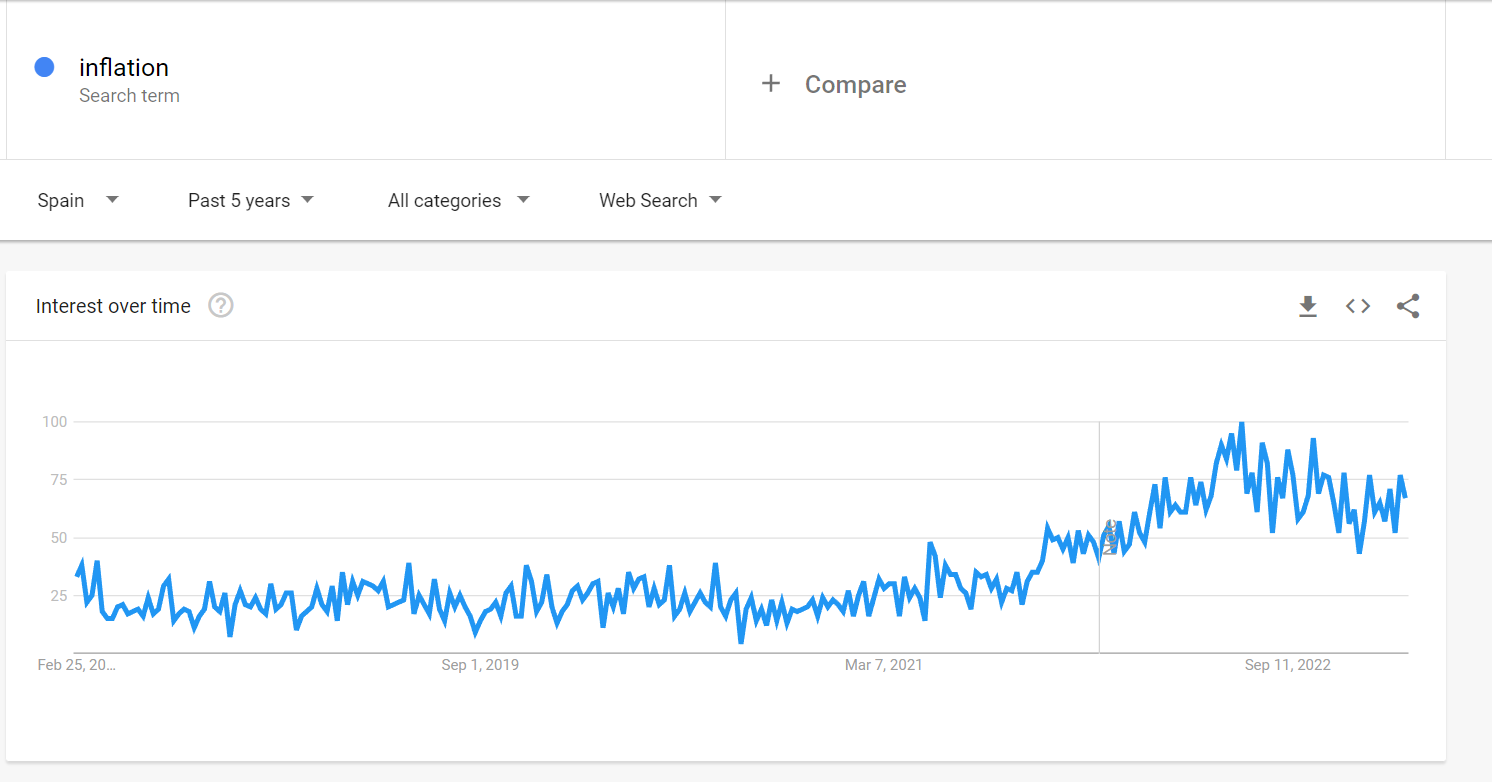 inflation
Search term
+ Compare
Spain
Past 5 years
All categories
Web Search
Interest over time
?
100
75
50
25
Note
Feb 25, 20...
Sep 1, 2019
Mar 7, 2021
Sep 11, 2022